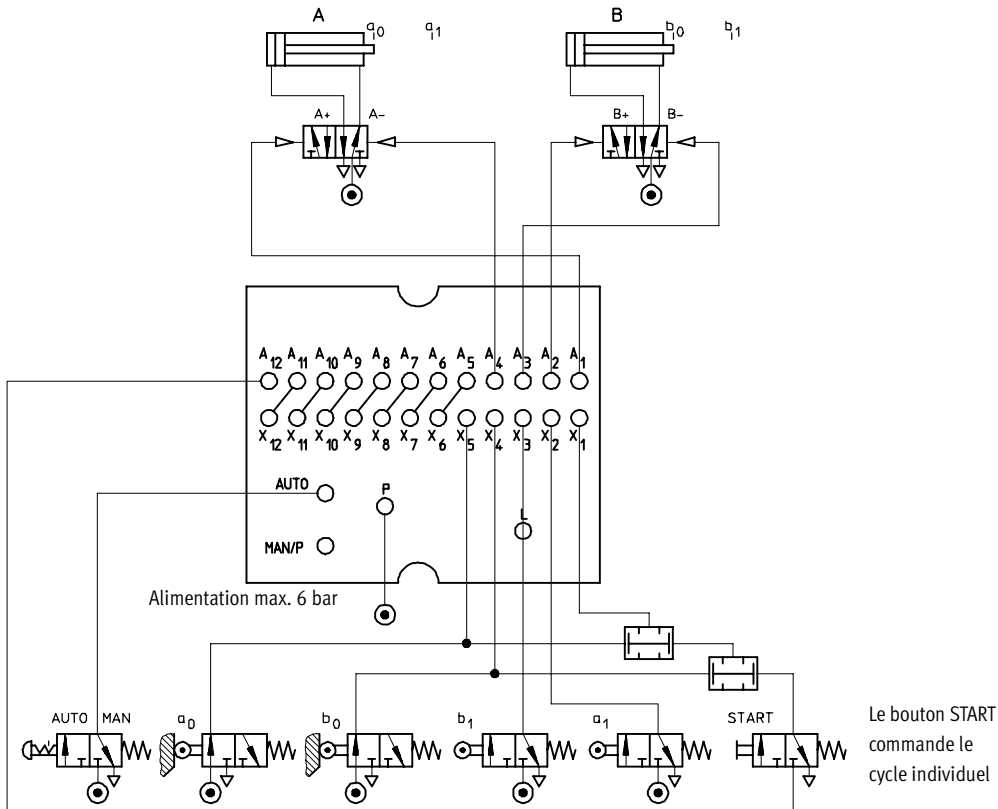 A a0 a1 B b0 b1
A+ A- B+ B-
A12 A11 A10 A9 A8 A7 A6 A5 A4 A3 A2 A1
X12 X11 X10 X9 X8 X7 X6 X5 X4 X3 X2 X1
AUTO P L
MAN/P
Alimentation max. 6 bar
AUTO MAN a0 b0 b1 a1 START
Le bouton START
commande le
cycle individuel